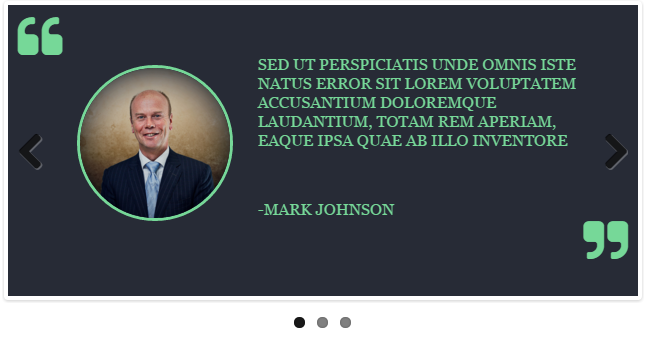 SED UT PERSPICIATIS UNDE OMNIS ISTE
NATUS ERROR SIT LOREM VOLUPTATEM
ACCUSANTIUM DOLOREMQUE
LAUDANTIUM, TOTAM REM APERIAM,
EAQUE IPSA QUAE AB ILLO INVENTORE
-MARK JOHNSON